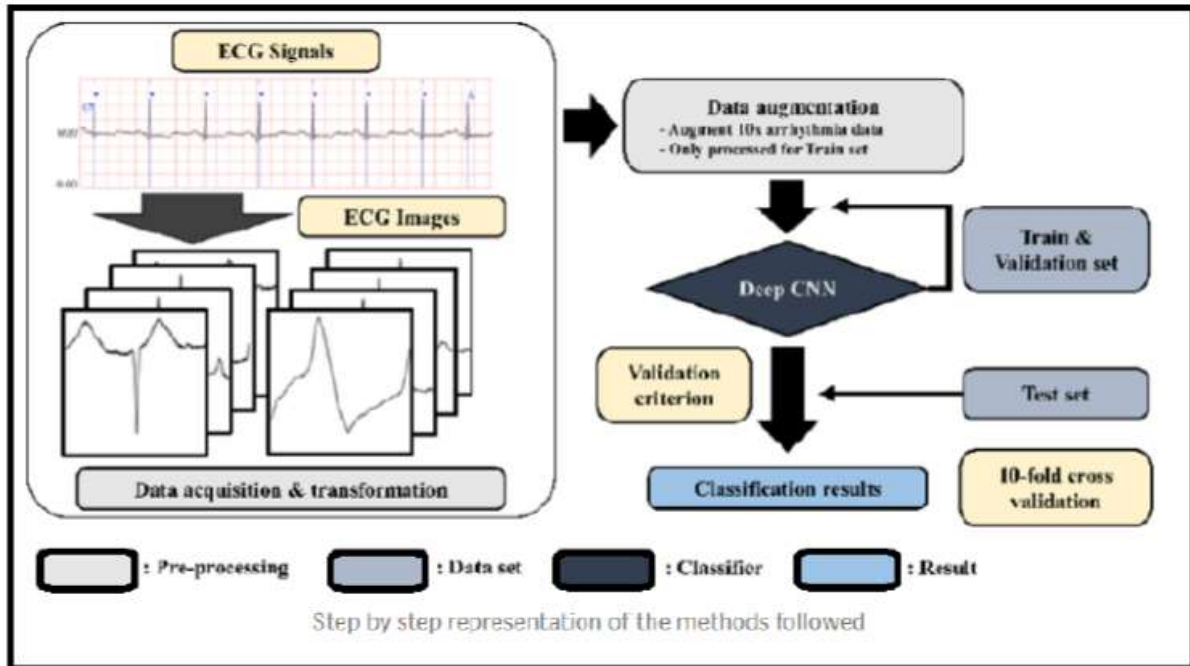 ECG Signals
ECG Images
Data acquisition & transformation
Data augmentation
- Augment 10x arrhythmia data
- Only processed for Train set
Train &
Validation set
Deep CNN
Validation
criterion
Test set
Classification results
10-fold cross
validation
: Pre-processing
: Data set
: Classifier
: Result
Step by step representation of the methods followed